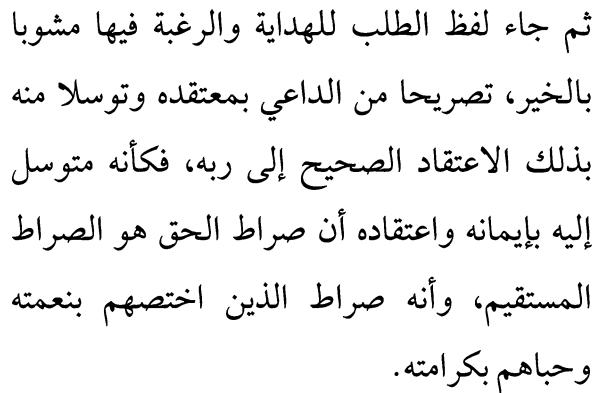 ثم جاء لفظ الطلب للهداية والرغبة فيها مشوبا
بالخير، تصريحا من الداعي بمعتقده وتوسلا منه
بذلك الاعتقاد الصحيح إلى ربه، فكأنه متوسل
إليه بإيمانه واعتقاده أن صراط الحق هو الصراط
المستقيم، وأنه صراط الذين اختصهم بنعمته
وحباهم بكرامته.